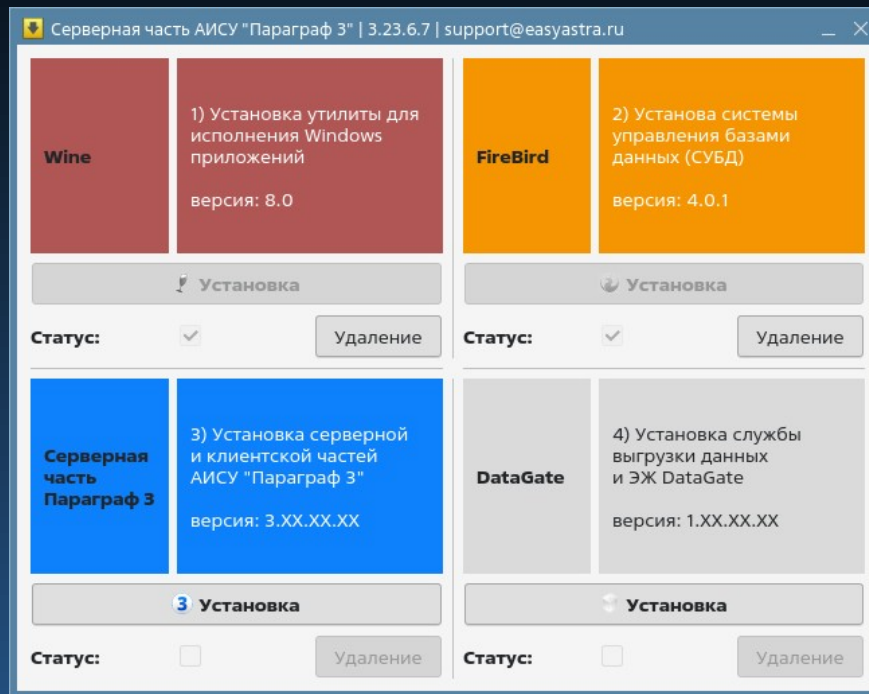 Серверная часть АИСУ "Параграф 3" | 3.23.6.7 | support@easyastra.ru
Wine
1) Установка утилиты для
исполнения Windows
приложений
версия: 8.0
Установка
Статус:
Удаление
FireBird
2) Установа системы
управления базами
данных (СУБД)
версия: 4.0.1
Установка
Статус:
Удаление
Серверная
часть
Параграф 3
3) Установка серверной
и клиентской частей
АИСУ "Параграф 3"
версия: 3.XX.XX.XX
3 Установка
Статус:
Удаление
DataGate
4) Установка службы
выгрузки данных
и ЭЖ DataGate
версия: 1.XX.XX.XX
Установка
Статус:
Удаление